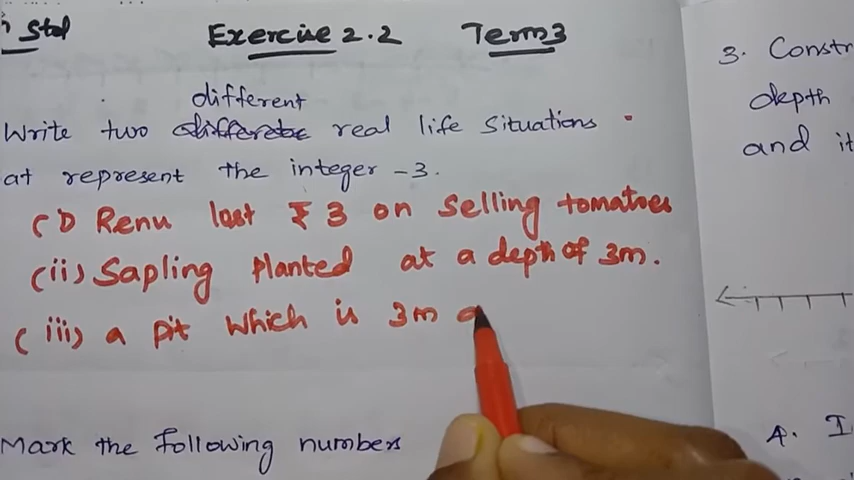 Std Exercise 2.2 Term3
different
Write two real life situations.
at represent the integer -3.
(i) Renu lost ₹ 3 on selling tomatoes
(ii) Sapling planted at a depth of 3m.
(iii) a pit which is 3m
Mark the following numbers
3. Constr
depth
and it
4. I